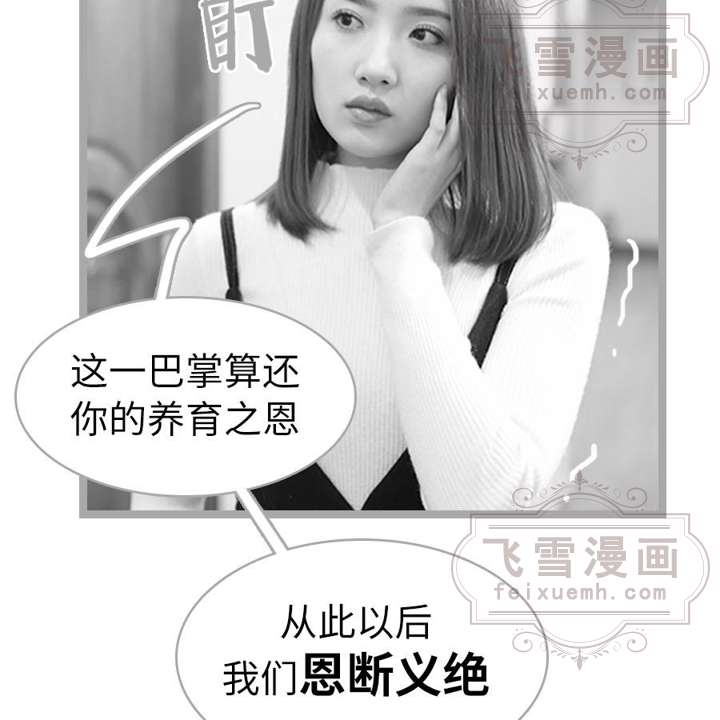 盯
飞雪漫画
feixuemh.com
这一巴掌算还
你的养育之恩
飞雪漫画
feixuemh.com
从此以后
我们恩断义绝